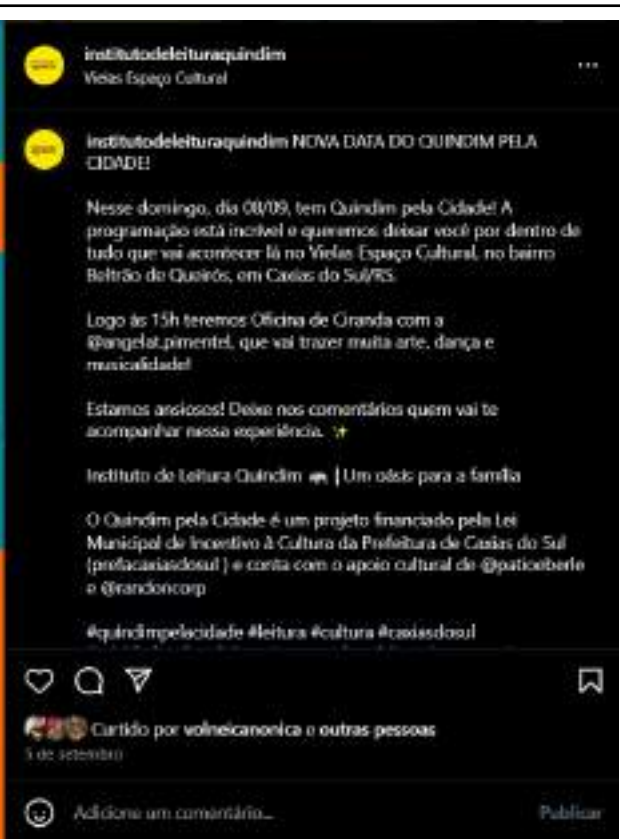 institutodeleituraquindim
Vielas Espaço Cultural
institutodeleituraquindim NOVA DATA DO QUINDIM PELA
CIDADE!
Nesse domingo, dia 08/09, tem Quindim pela Cidade! A
programação está incrível e queremos deixar você por dentro de
tudo que vai acontecer lá no Vielas Espaço Cultural, no bairro
Beltrão de Queirós, em Caxias do Sul/RS.
Logo às 15h teremos Oficina de Ciranda com a
@angelat.pimentel, que vai trazer muita arte, dança e
musicalidade!
Estamos ansiosos! Deixe nos comentários quem vai te
acompanhar nessa experiência. ✨
Instituto de Leitura Quindim 🦏 | Um oásis para a família
O Quindim pela Cidade é um projeto financiado pela Lei
Municipal de Incentivo à Cultura da Prefeitura de Caxias do Sul
(prefacaxiasdosul ) e conta com o apoio cultural de @paticeberle
e @randoncorp
#quindimpelacidade #leitura #cultura #caxiasdosul
Curtido por volneicanonica e outras pessoas
5 de setembro
Adicione um comentário...
Publicar